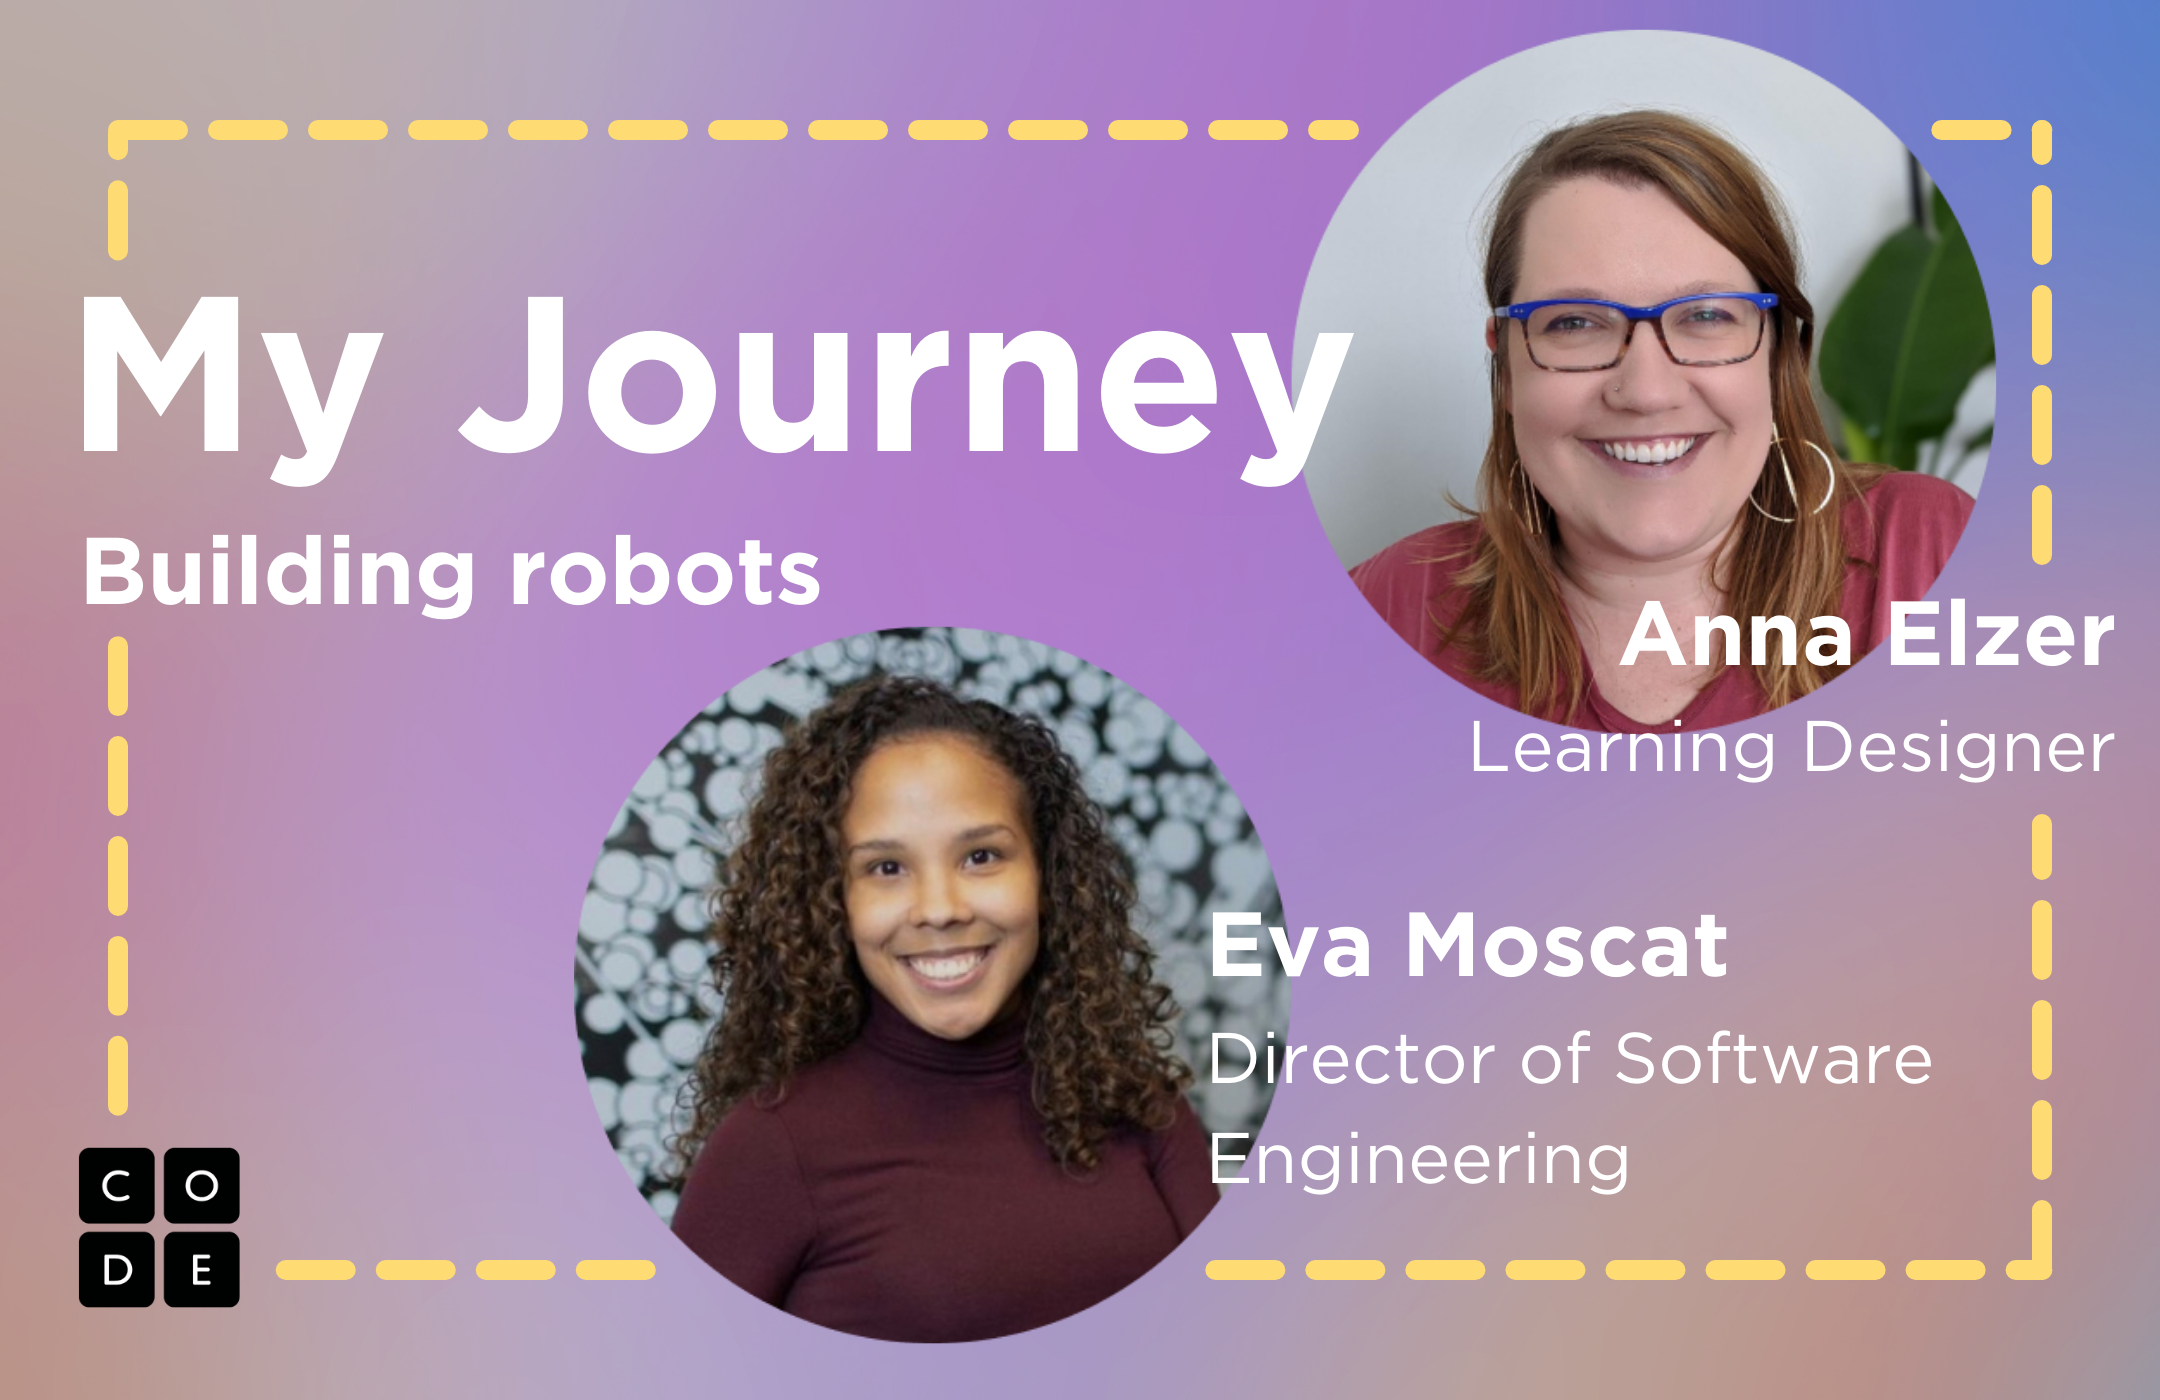 My Journey
Building robots
Anna Elzer
Learning Designer
Eva Moscat
Director of Software
Engineering
C O
D E